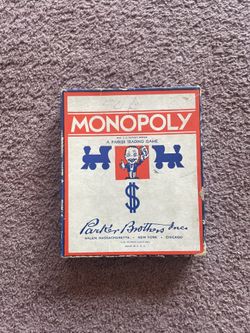 MONOPOLY
A PARKER TRADING GAME
$
Parker Brothers Inc.
SALEM MASSACHUSETTS • NEW YORK • CHICAGO